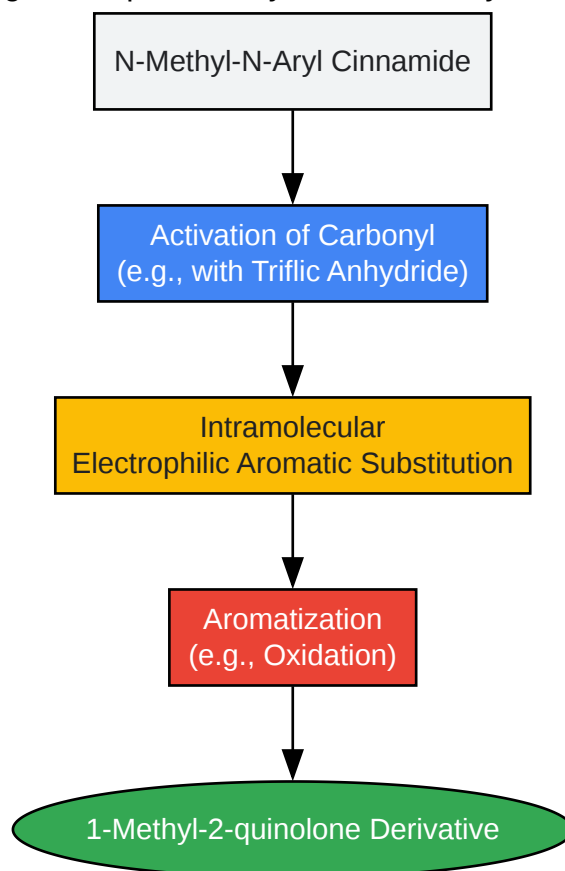 N-Methyl-N-Aryl Cinnamide
Activation of Carbonyl
(e.g., with Triflic Anhydride)
Intramolecular
Electrophilic Aromatic Substitution
Aromatization
(e.g., Oxidation)
1-Methyl-2-quinolone Derivative